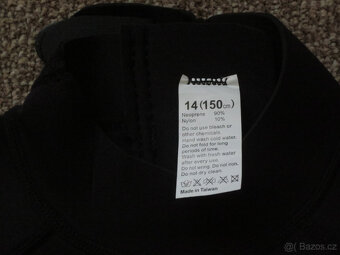 14(150cm)
Neoprene 90%
Nylon 10%
Do not use bleach or
other chemicals.
Hand wash cold water.
Do not fold for long
periods of time.
Wash with fresh water
after every use.
Do not wring. Do not iron.
Do not dry clean.
Made in Taiwan
Bazos.cz